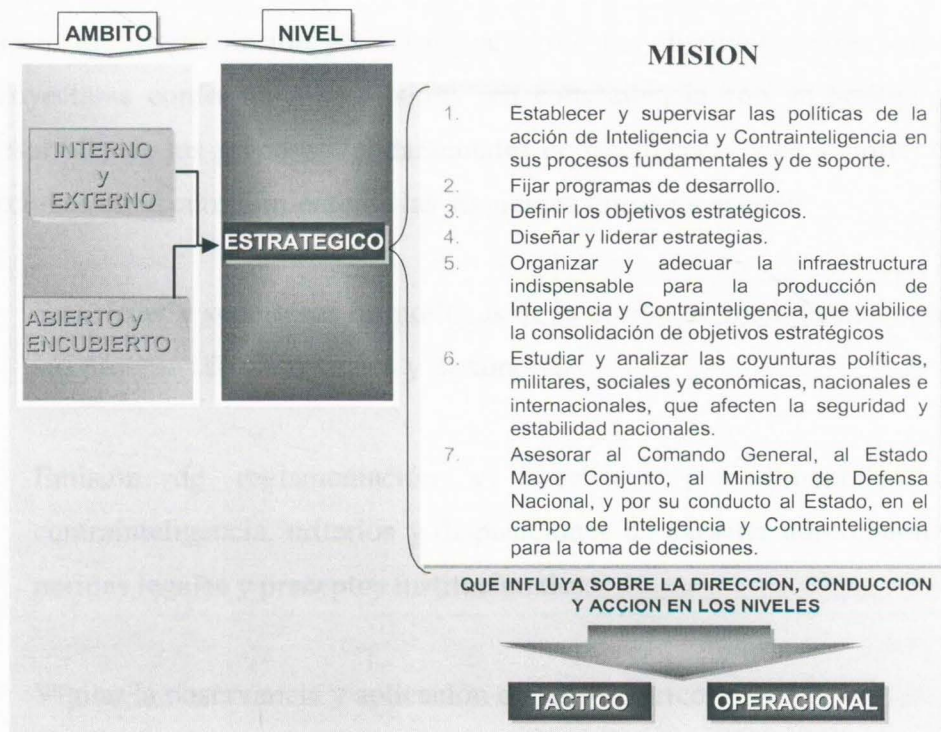 AMBITO
NIVEL
INTERNO
y
EXTERNO
ABIERTO y
ENCUBIERTO
ESTRATEGICO
MISION
1. Establecer y supervisar las políticas de la
acción de Inteligencia y Contrainteligencia en
sus procesos fundamentales y de soporte.
2. Fijar programas de desarrollo.
3. Definir los objetivos estratégicos.
4. Diseñar y liderar estrategias.
5. Organizar y adecuar la infraestructura
indispensable para la producción de
Inteligencia y Contrainteligencia, que viabilice
la consolidación de objetivos estratégicos
6. Estudiar y analizar las coyunturas políticas,
militares, sociales y económicas, nacionales e
internacionales, que afecten la seguridad y
estabilidad nacionales.
7. Asesorar al Comando General, al Estado
Mayor Conjunto, al Ministro de Defensa
Nacional, y por su conducto al Estado, en el
campo de Inteligencia y Contrainteligencia
para la toma de decisiones.
QUE INFLUYA SOBRE LA DIRECCION, CONDUCCION
Y ACCION EN LOS NIVELES
TACTICO
OPERACIONAL